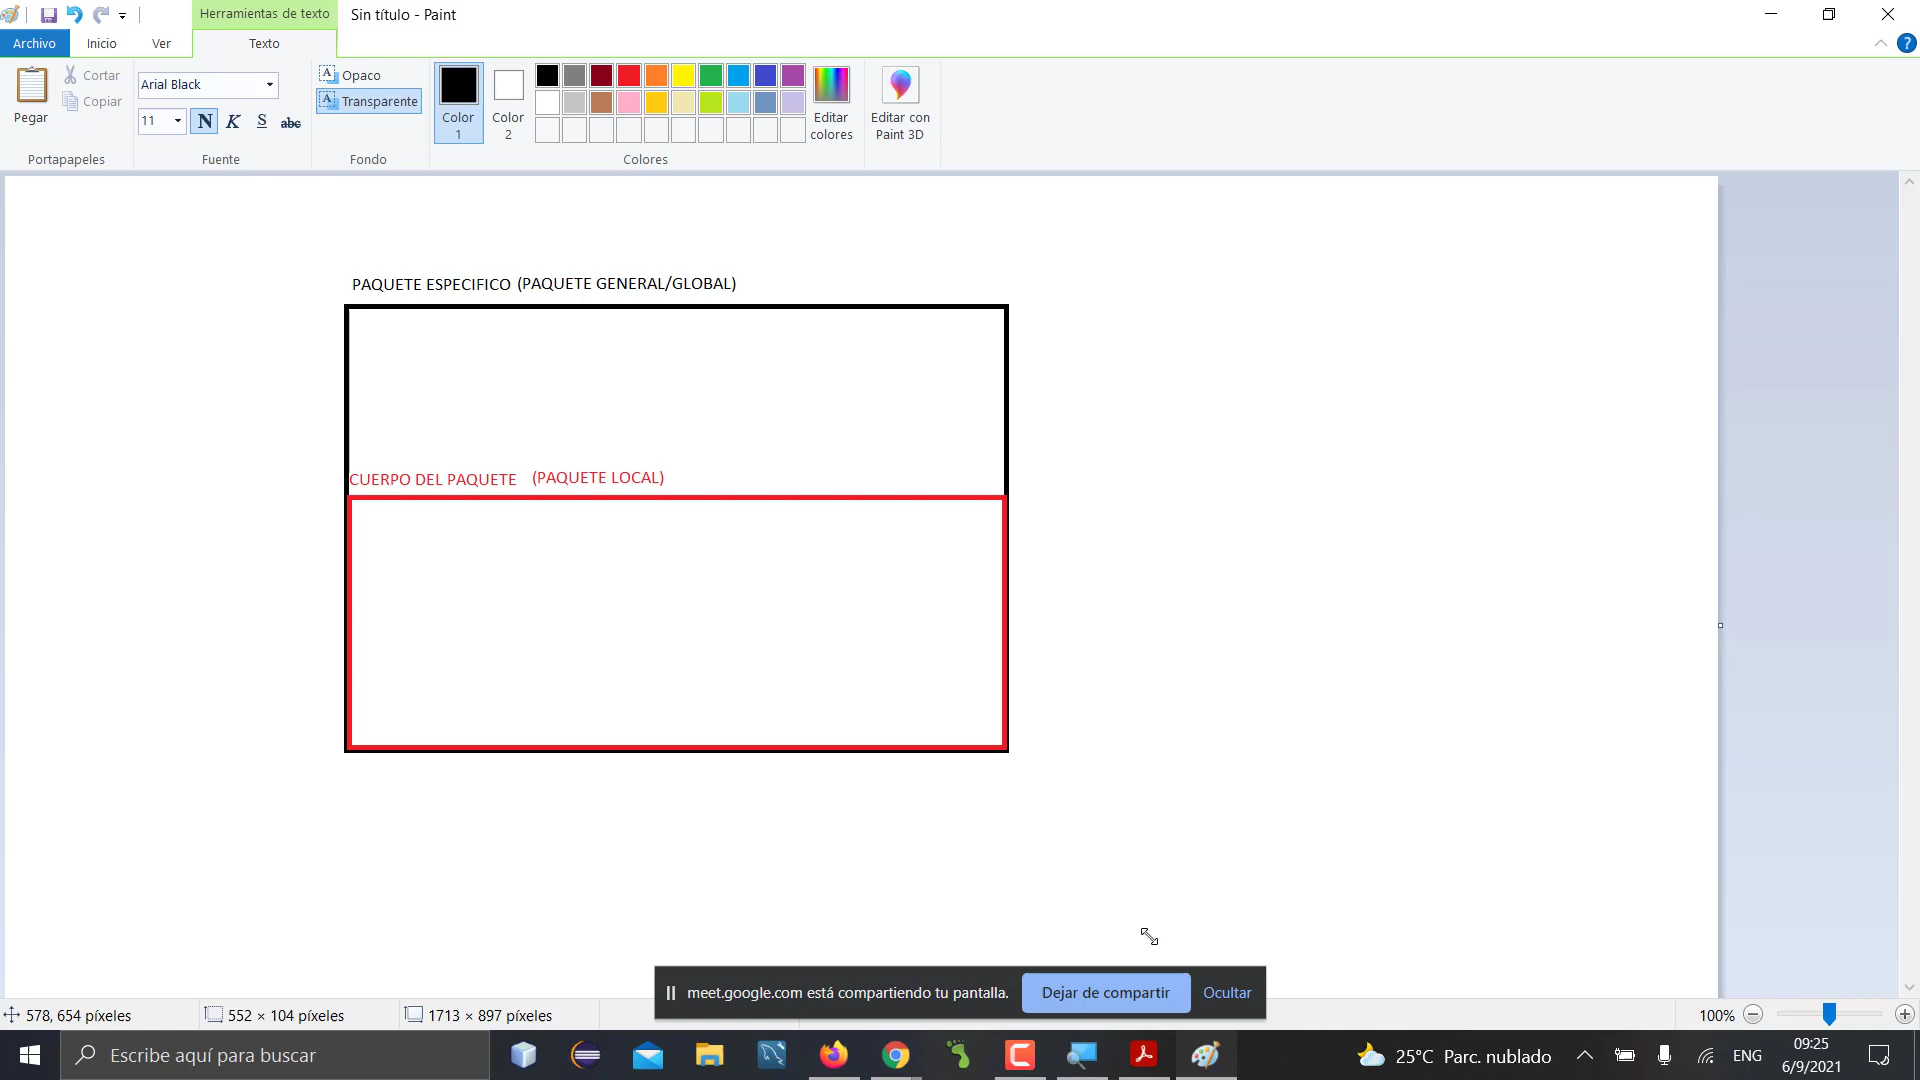 Herramientas de texto
Sin título - Paint
Archivo
Inicio
Ver
Texto
?
Pegar
Cortar
Copiar
Portapapeles
Arial Black
11
N K S abc
Fuente
Opaco
Transparente
Fondo
Color 1
Color 2
Editar colores
Colores
Editar con Paint 3D
PAQUETE ESPECIFICO (PAQUETE GENERAL/GLOBAL)
CUERPO DEL PAQUETE (PAQUETE LOCAL)
meet.google.com está compartiendo tu pantalla.
Dejar de compartir
Ocultar
578, 654 píxeles
552 × 104 píxeles
1713 × 897 píxeles
100%
Escribe aquí para buscar
25°C Parc. nublado
ENG
09:25
6/9/2021